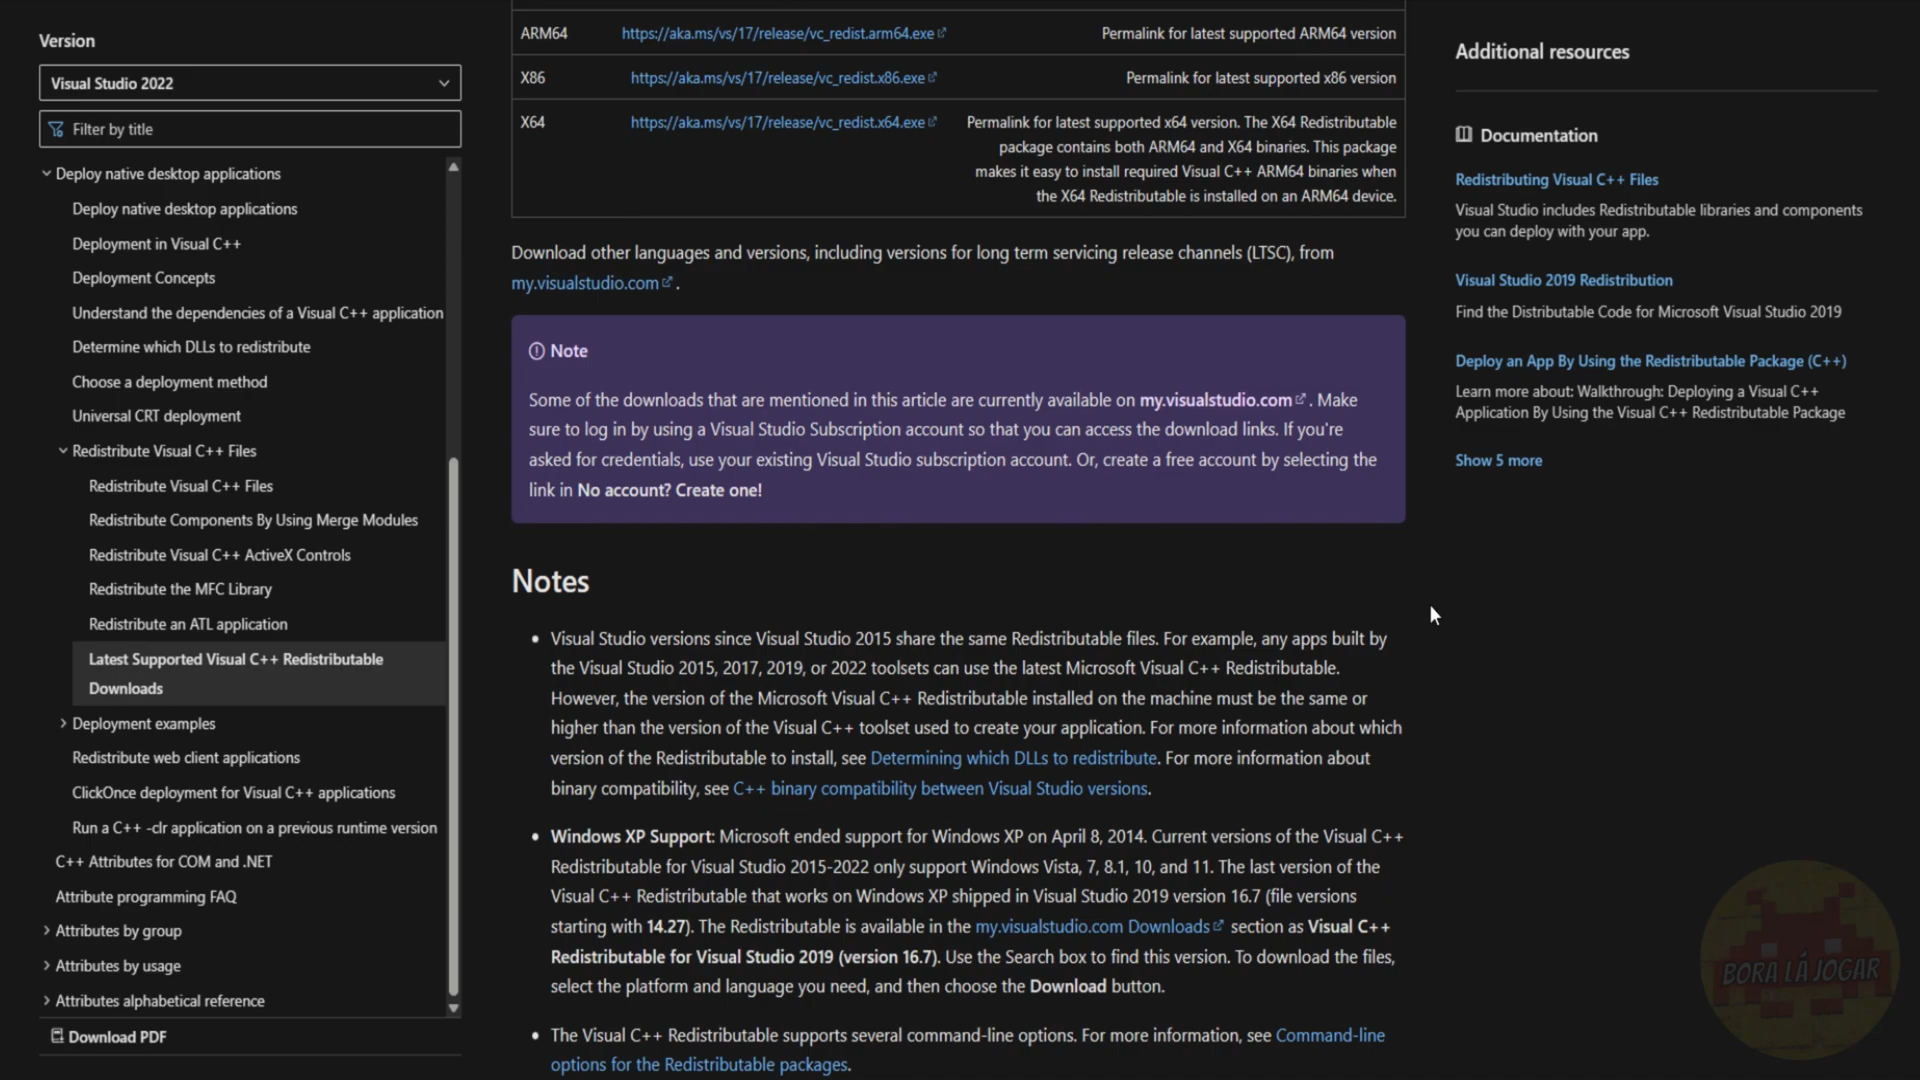 Version
Visual Studio 2022
Filter by title
Deploy native desktop applications
Deploy native desktop applications
Deployment in Visual C++
Deployment Concepts
Understand the dependencies of a Visual C++ application
Determine which DLLs to redistribute
Choose a deployment method
Universal CRT deployment
Redistribute Visual C++ Files
Redistribute Visual C++ Files
Redistribute Components By Using Merge Modules
Redistribute Visual C++ ActiveX Controls
Redistribute the MFC Library
Redistribute an ATL application
Latest Supported Visual C++ Redistributable
Downloads
Deployment examples
Redistribute web client applications
ClickOnce deployment for Visual C++ applications
Run a C++ -clr application on a previous runtime version
C++ Attributes for COM and .NET
Attribute programming FAQ
Attributes by group
Attributes by usage
Attributes alphabetical reference
Download PDF
ARM64 https://aka.ms/vs/17/release/vc_redist.arm64.exe Permalink for latest supported ARM64 version
X86 https://aka.ms/vs/17/release/vc_redist.x86.exe Permalink for latest supported x86 version
X64 https://aka.ms/vs/17/release/vc_redist.x64.exe Permalink for latest supported x64 version. The X64 Redistributable
package contains both ARM64 and X64 binaries. This package
makes it easy to install required Visual C++ ARM64 binaries when
the X64 Redistributable is installed on an ARM64 device.
Download other languages and versions, including versions for long term servicing release channels (LTSC), from
my.visualstudio.com .
Note
Some of the downloads that are mentioned in this article are currently available on my.visualstudio.com . Make
sure to log in by using a Visual Studio Subscription account so that you can access the download links. If you're
asked for credentials, use your existing Visual Studio subscription account. Or, create a free account by selecting the
link in No account? Create one!
Notes
• Visual Studio versions since Visual Studio 2015 share the same Redistributable files. For example, any apps built by
the Visual Studio 2015, 2017, 2019, or 2022 toolsets can use the latest Microsoft Visual C++ Redistributable.
However, the version of the Microsoft Visual C++ Redistributable installed on the machine must be the same or
higher than the version of the Visual C++ toolset used to create your application. For more information about which
version of the Redistributable to install, see Determining which DLLs to redistribute. For more information about
binary compatibility, see C++ binary compatibility between Visual Studio versions.
• Windows XP Support: Microsoft ended support for Windows XP on April 8, 2014. Current versions of the Visual C++
Redistributable for Visual Studio 2015-2022 only support Windows Vista, 7, 8.1, 10, and 11. The last version of the
Visual C++ Redistributable that works on Windows XP shipped in Visual Studio 2019 version 16.7 (file versions
starting with 14.27). The Redistributable is available in the my.visualstudio.com Downloads section as Visual C++
Redistributable for Visual Studio 2019 (version 16.7). Use the Search box to find this version. To download the files,
select the platform and language you need, and then choose the Download button.
• The Visual C++ Redistributable supports several command-line options. For more information, see Command-line
options for the Redistributable packages.
Additional resources
Documentation
Redistributing Visual C++ Files
Visual Studio includes Redistributable libraries and components
you can deploy with your app.
Visual Studio 2019 Redistribution
Find the Distributable Code for Microsoft Visual Studio 2019
Deploy an App By Using the Redistributable Package (C++)
Learn more about: Walkthrough: Deploying a Visual C++
Application By Using the Visual C++ Redistributable Package
Show 5 more
BORA LÁ JOGAR